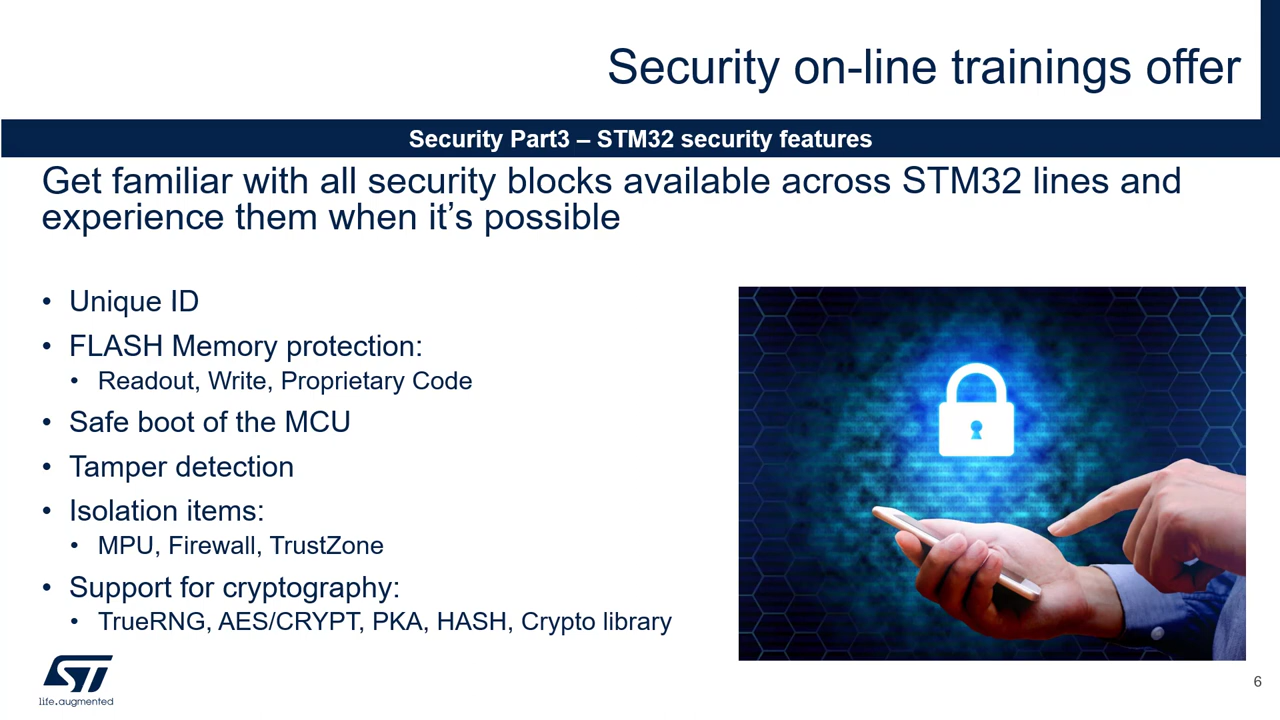 Security on-line trainings offer
Security Part3 – STM32 security features
Get familiar with all security blocks available across STM32 lines and
experience them when it’s possible
• Unique ID
• FLASH Memory protection:
• Readout, Write, Proprietary Code
• Safe boot of the MCU
• Tamper detection
• Isolation items:
• MPU, Firewall, TrustZone
• Support for cryptography:
• TrueRNG, AES/CRYPT, PKA, HASH, Crypto library
ST
life.augmented
6